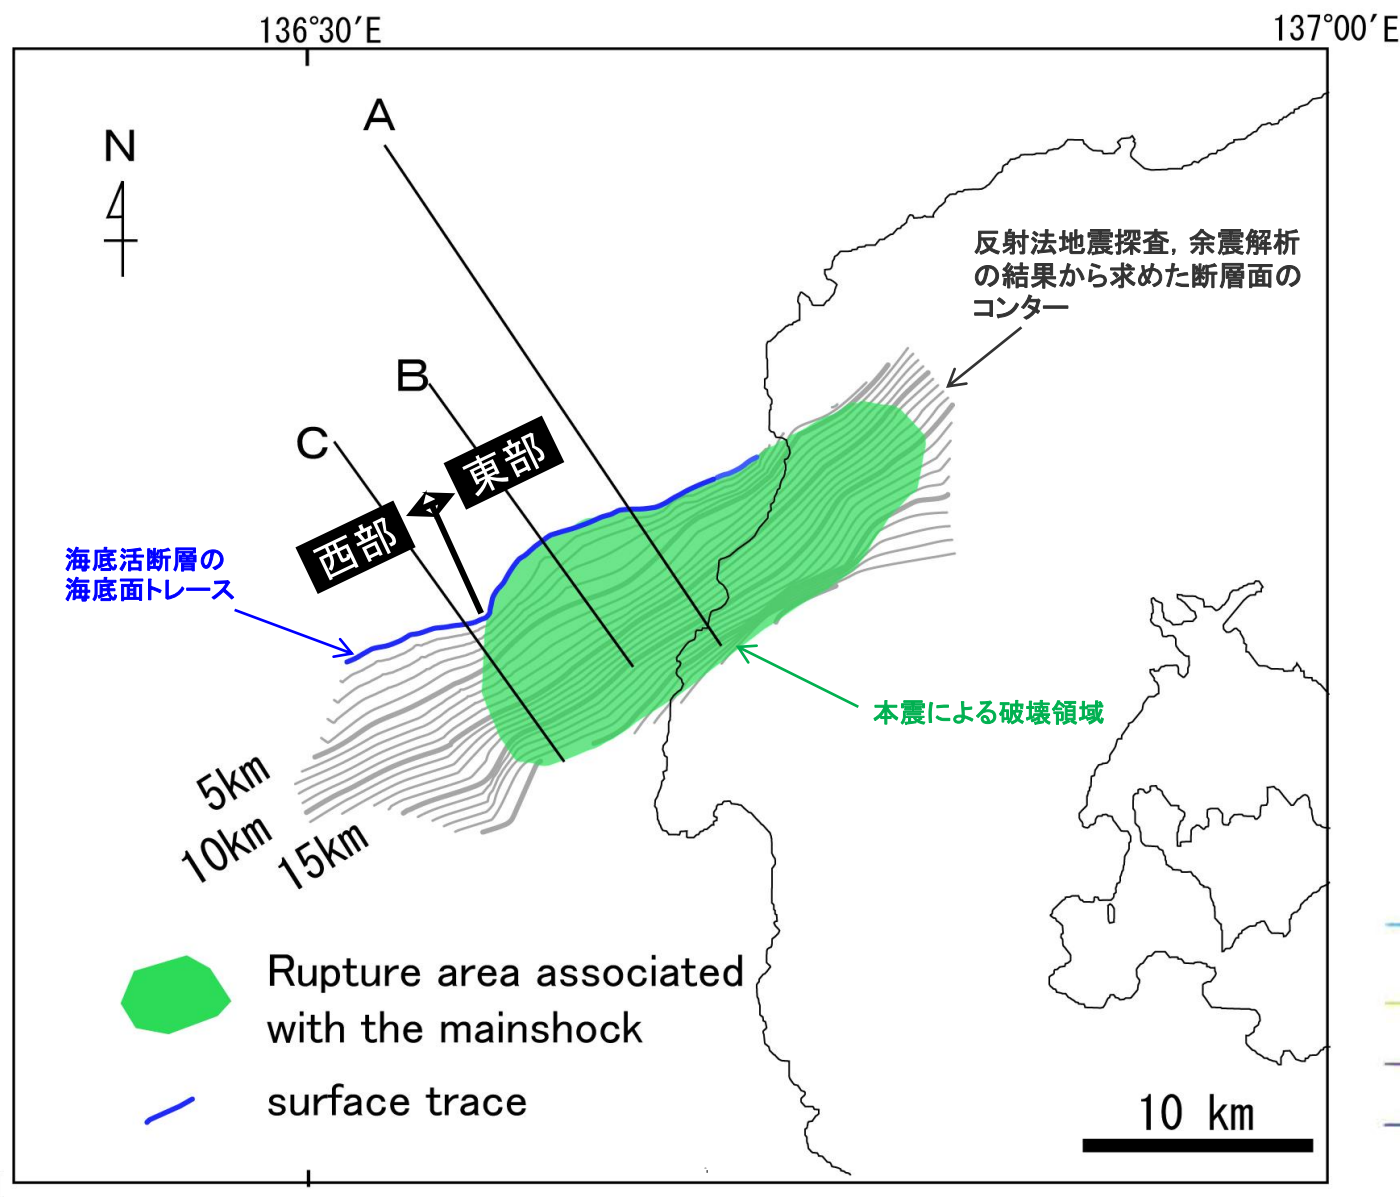 136°30′E
137°00′E
N
A
B
C
反射法地震探査，余震解析
の結果から求めた断層面の
コンター
東部
西部
海底活断層の
海底面トレース
本震による破壊領域
5km
10km
15km
Rupture area associated
with the mainshock
surface trace
10 km